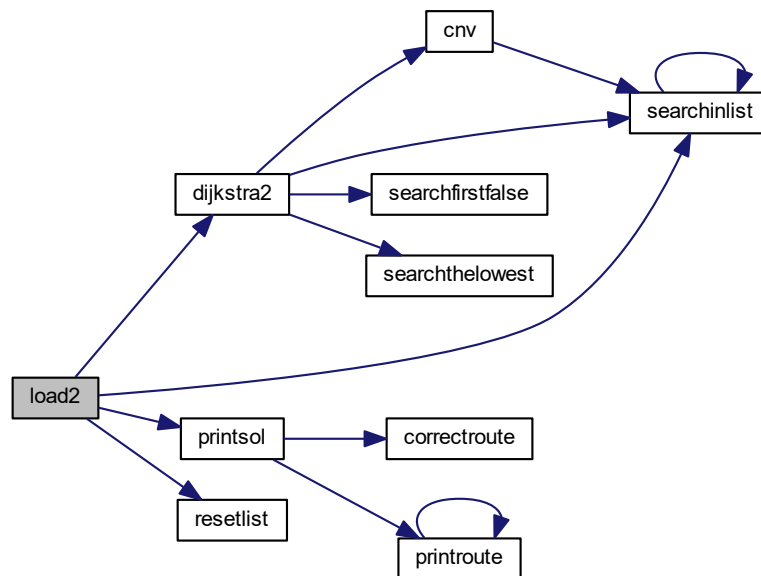 cnv
searchinlist
dijkstra2
searchfirstfalse
searchthelowest
load2
printsol
correctroute
resetlist
printroute